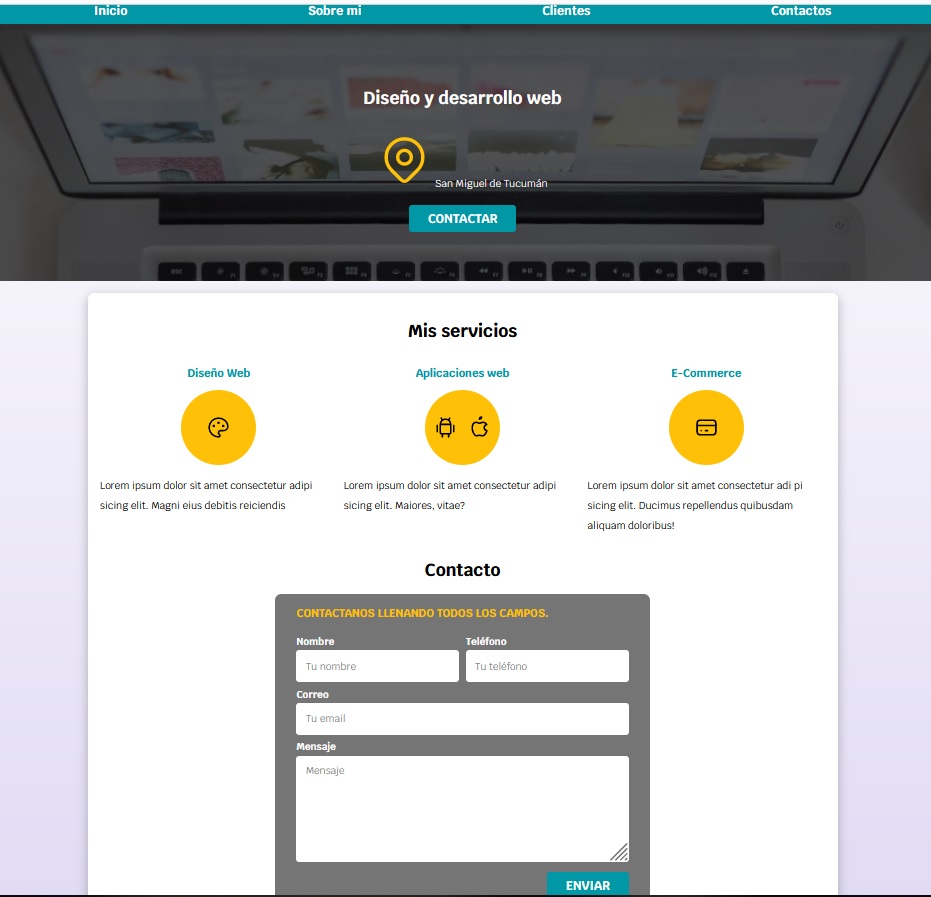 Inicio Sobre mi Clientes Contactos
Diseño y desarrollo web
San Miguel de Tucumán
CONTACTAR
esc
Mis servicios
Diseño Web
Aplicaciones web
E-Commerce
Lorem ipsum dolor sit amet consectetur adipi
sicing elit. Magni eius debitis reiciendis
Lorem ipsum dolor sit amet consectetur adipi
sicing elit. Maiores, vitae?
Lorem ipsum dolor sit amet consectetur adi pi
sicing elit. Ducimus repellendus quibusdam
aliquam doloribus!
Contacto
CONTACTANOS LLENANDO TODOS LOS CAMPOS.
Nombre Teléfono
Tu nombre Tu teléfono
Correo
Tu email
Mensaje
Mensaje
ENVIAR